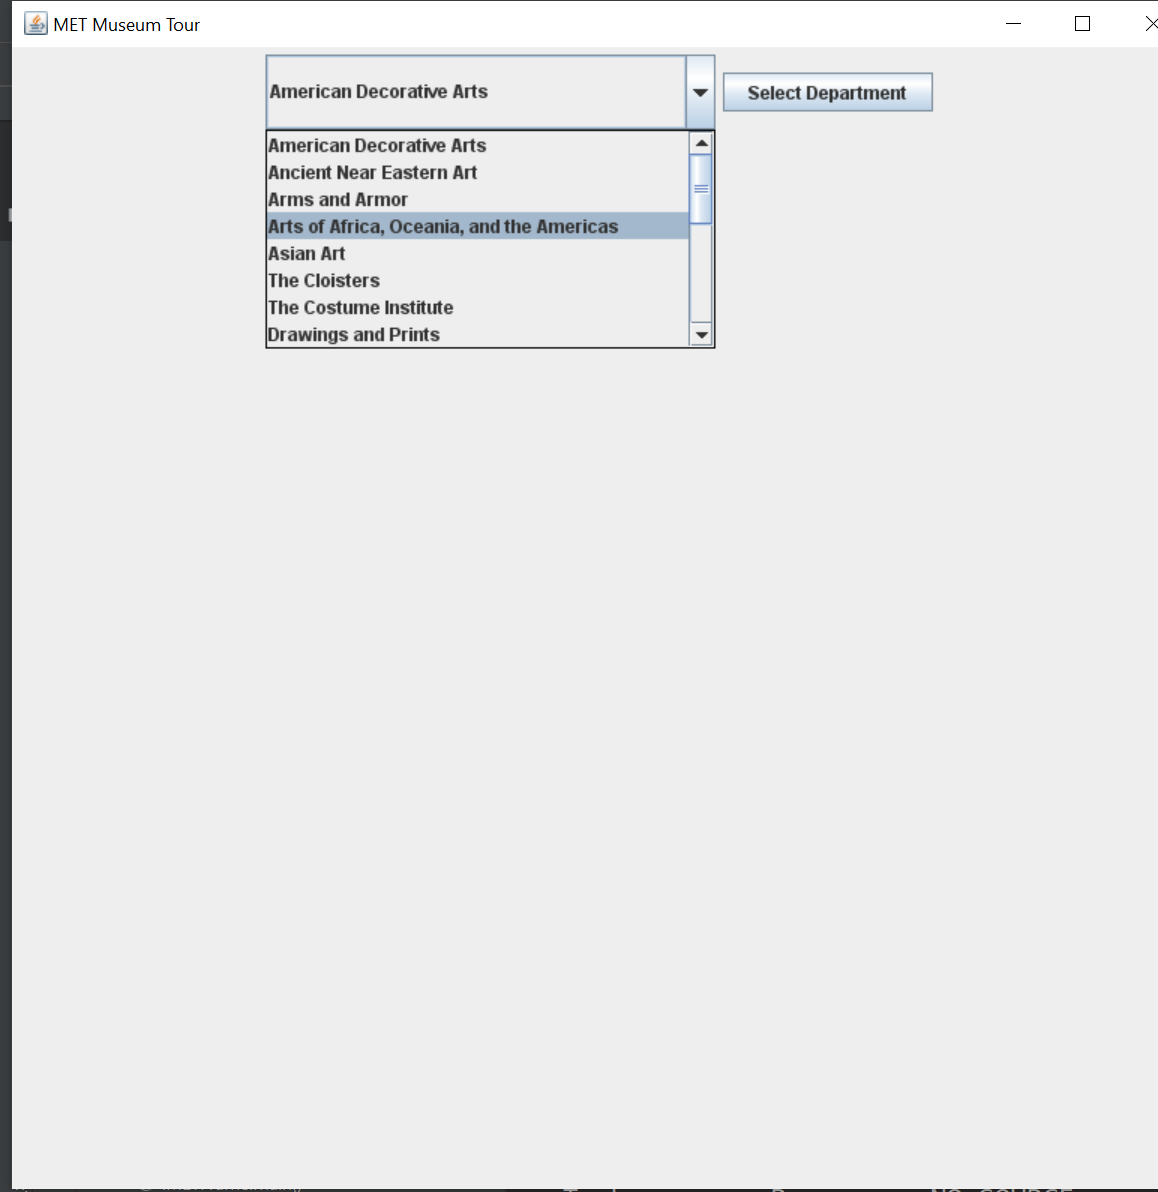 MET Museum Tour
American Decorative Arts
Select Department
American Decorative Arts
Ancient Near Eastern Art
Arms and Armor
Arts of Africa, Oceania, and the Americas
Asian Art
The Cloisters
The Costume Institute
Drawings and Prints